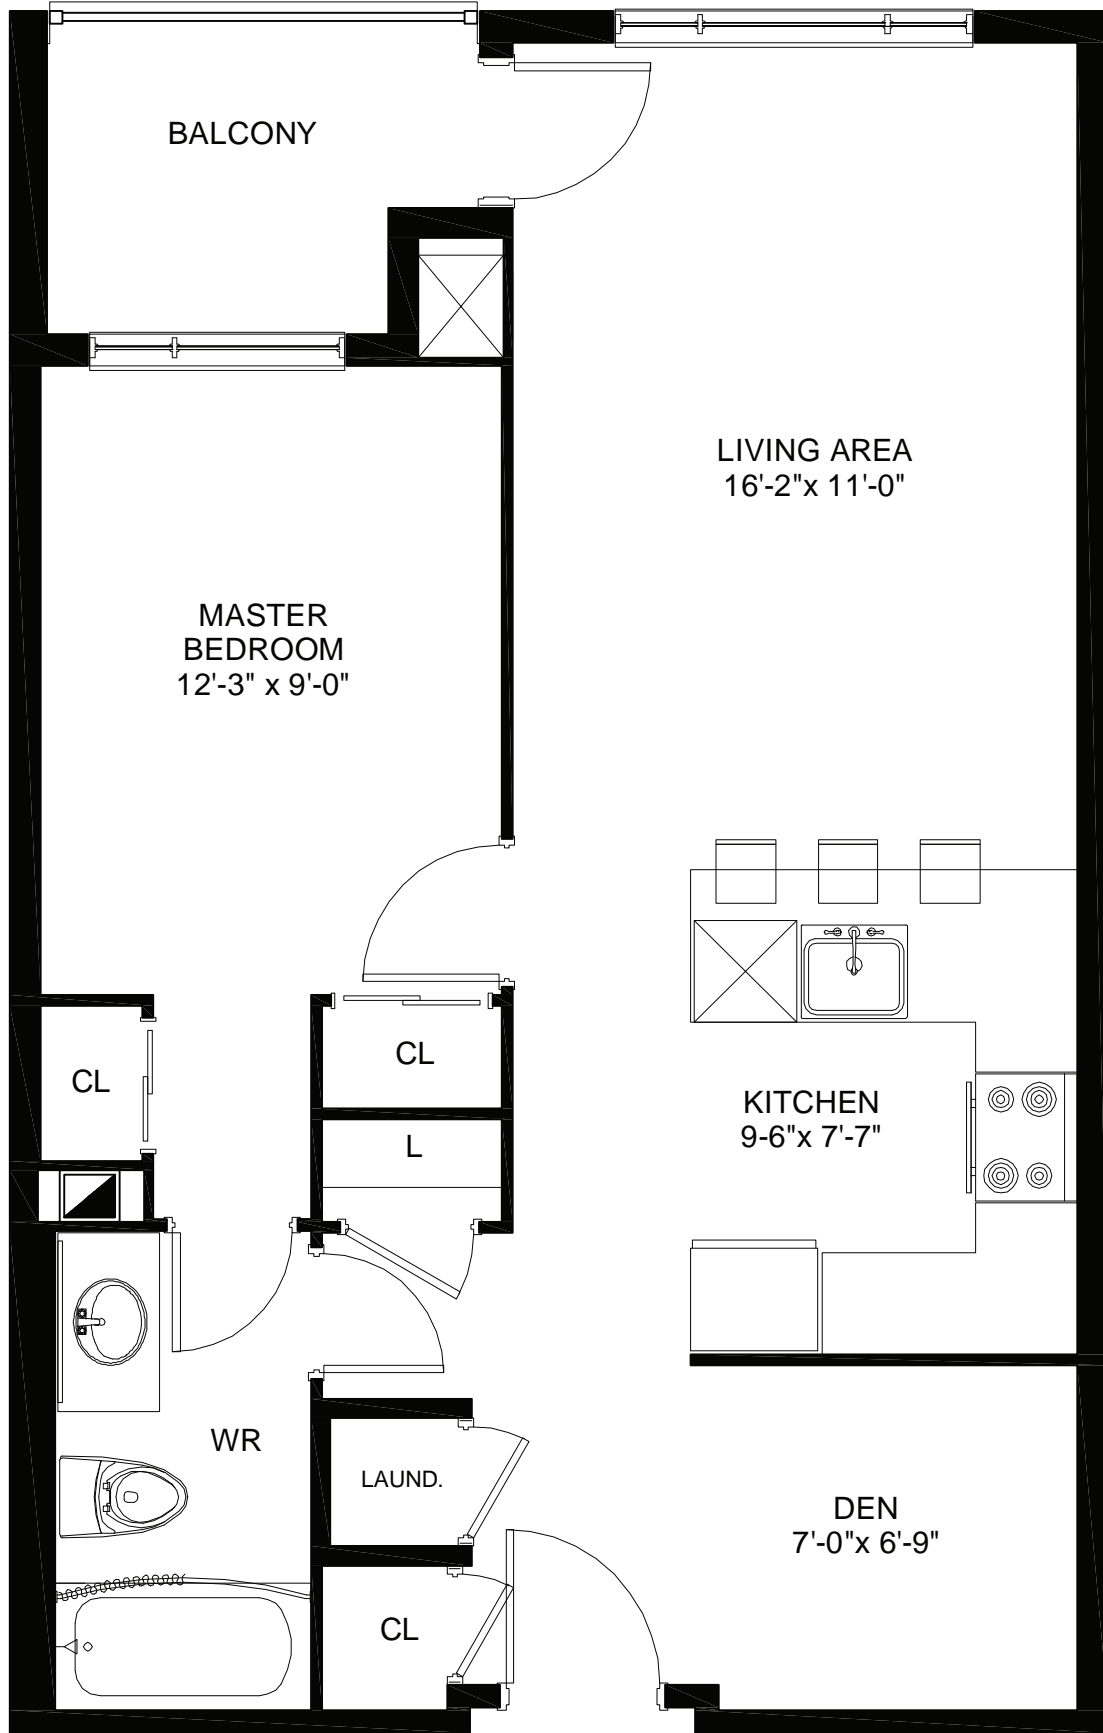 BALCONY
LIVING AREA
16'-2"x 11'-0"
MASTER
BEDROOM
12'-3" x 9'-0"
CL
CL
L
KITCHEN
9-6"x 7'-7"
WR
LAUND.
DEN
7'-0"x 6'-9"
CL